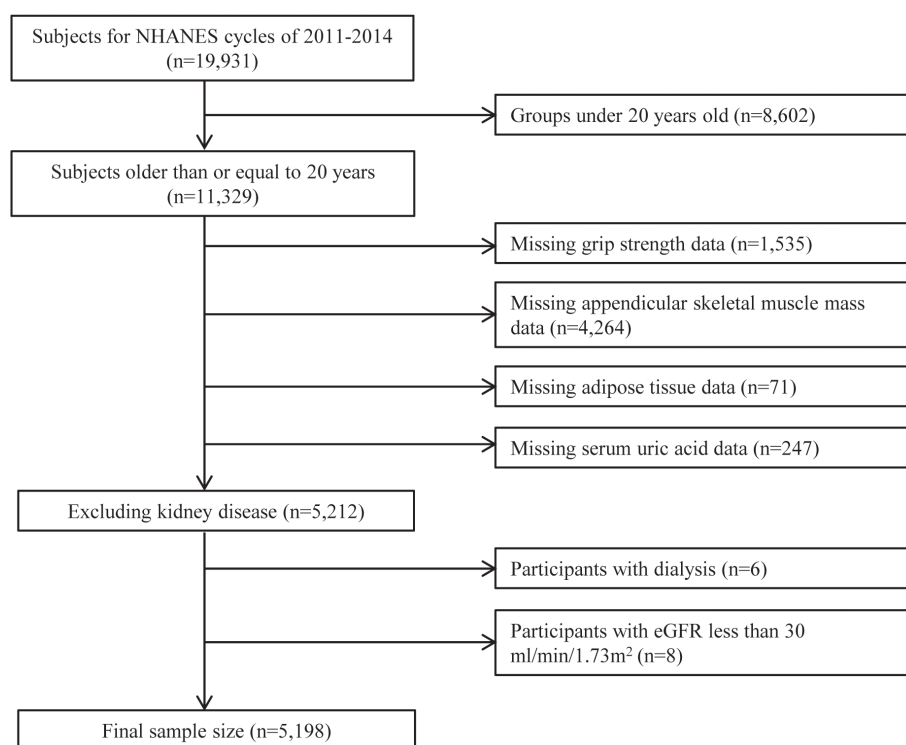 Subjects for NHANES cycles of 2011-2014
(n=19,931)
Groups under 20 years old (n=8,602)
Subjects older than or equal to 20 years
(n=11,329)
Missing grip strength data (n=1,535)
Missing appendicular skeletal muscle mass
data (n=4,264)
Missing adipose tissue data (n=71)
Missing serum uric acid data (n=247)
Excluding kidney disease (n=5,212)
Participants with dialysis (n=6)
Participants with eGFR less than 30
ml/min/1.73m² (n=8)
Final sample size (n=5,198)